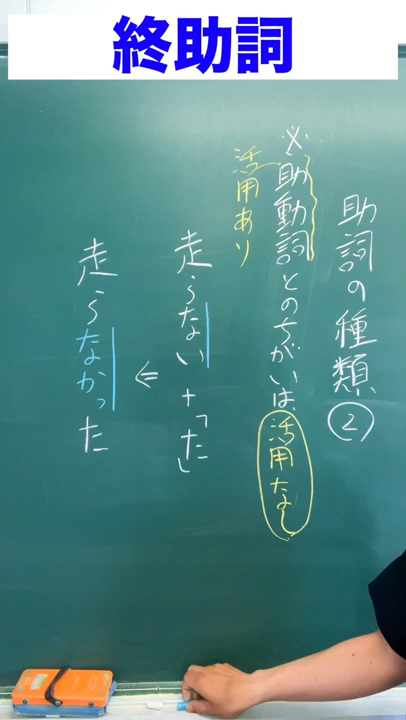 終助詞
助詞の種類②
※助動詞とのちがいは、活用なし
活用あり
走らない+「た」
⇐
走らなかった